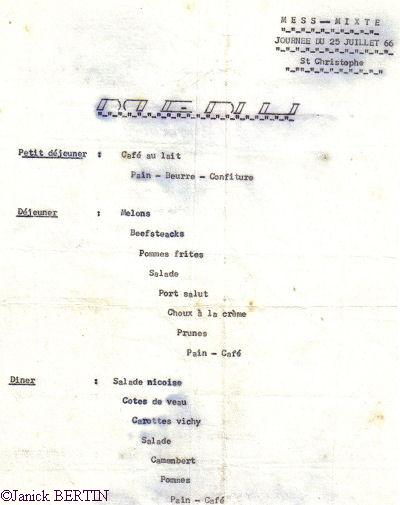 MESS-MIXTE
JOURNEE DU 25 JUILLET 66
St Christophe
MENU
Petit déjeuner : Café au lait
Pain - Beurre - Confiture
Déjeuner : Melons
Beefsteacks
Pommes frites
Salade
Port salut
Choux à la crème
Prunes
Pain - Café
Diner : Salade nicoise
Cotes de veau
Carottes vichy
Salade
Camembert
Pommes
Pain - Café
©Janick BERTIN